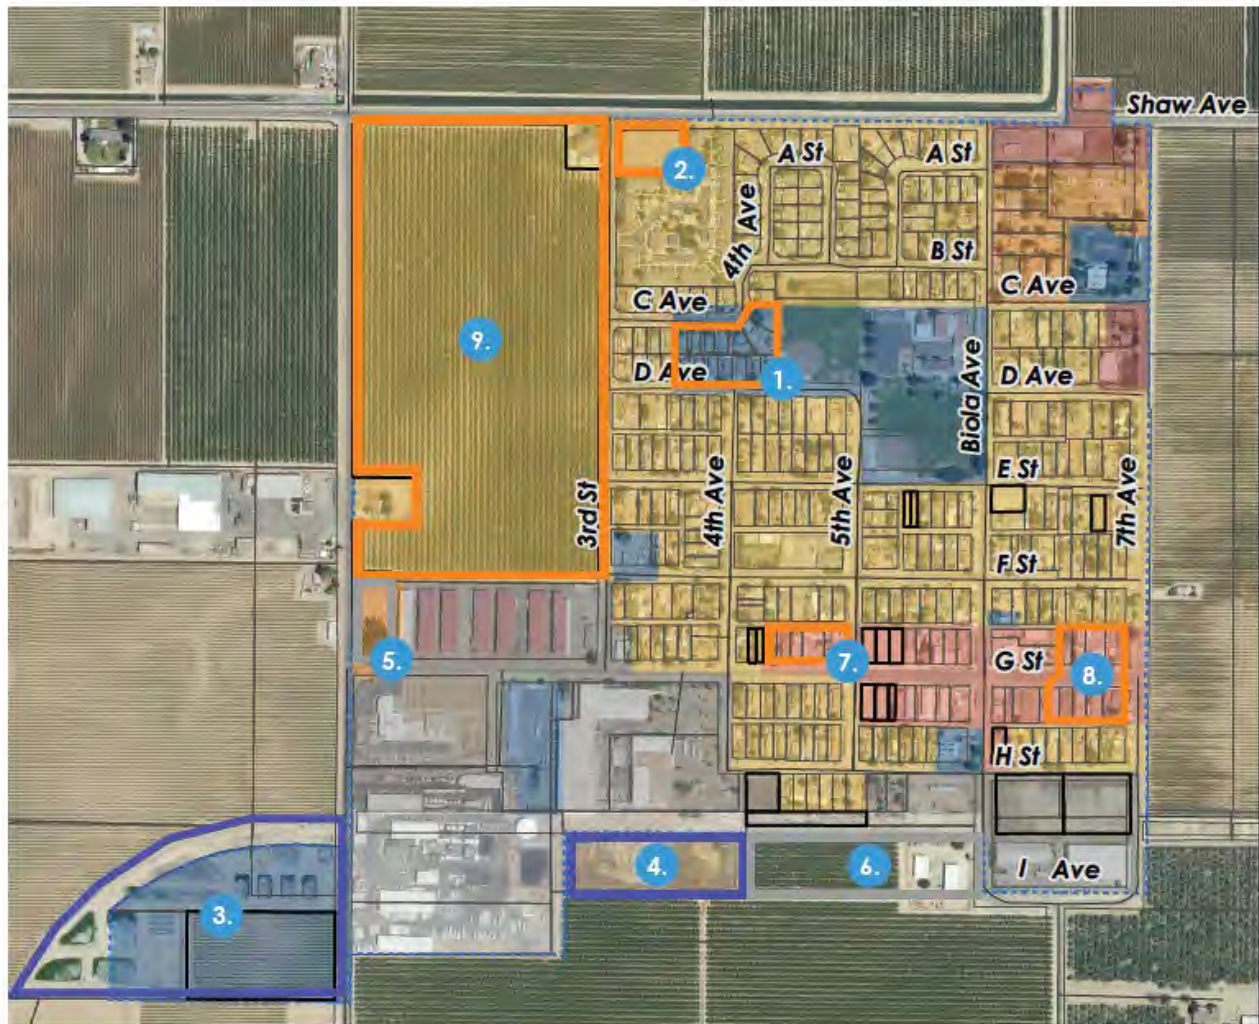 Shaw Ave
2.
A St
A St
4th Ave
B St
C Ave
C Ave
9.
D Ave
1.
Biola Ave
D Ave
E St
3rd St
4th Ave
5th Ave
7th Ave
F St
5.
7.
G St
8.
H St
4.
6.
I Ave
3.